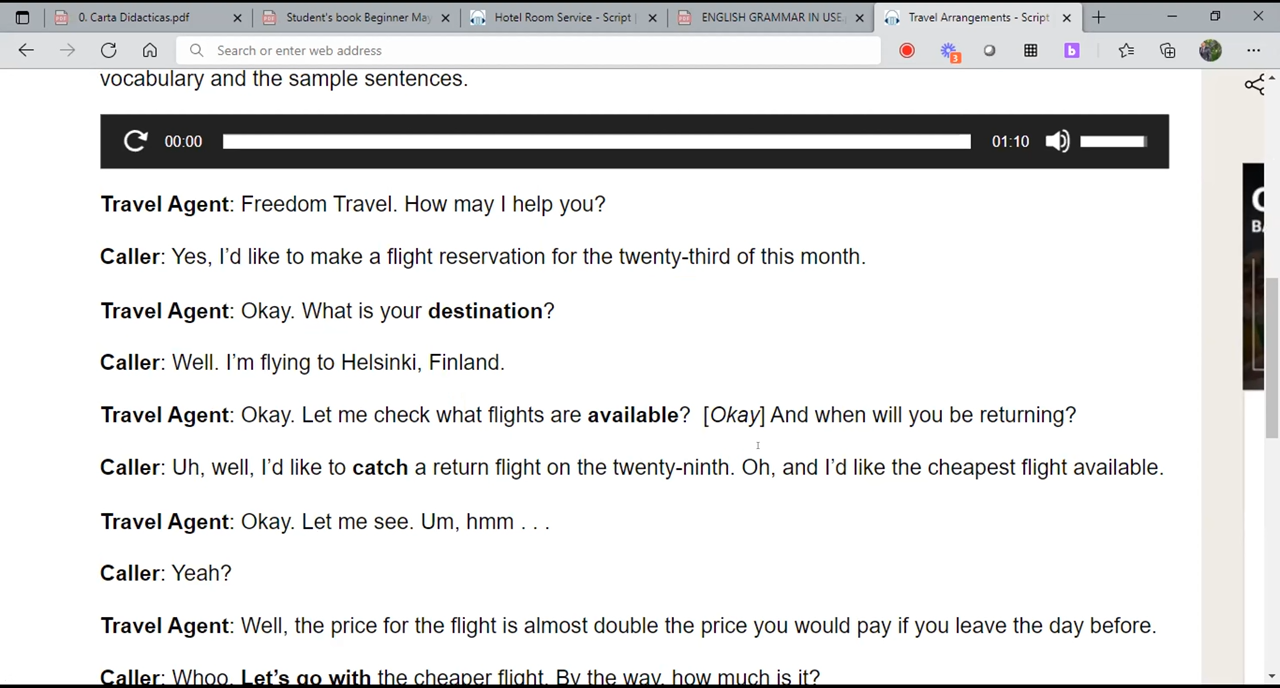 0. Carta Didacticas.pdf
Student's book Beginner May
Hotel Room Service - Script
ENGLISH GRAMMAR IN USE.
Travel Arrangements - Script
Search or enter web address
3
b
vocabulary and the sample sentences.
00:00
01:10
Travel Agent: Freedom Travel. How may I help you?
Caller: Yes, I’d like to make a flight reservation for the twenty-third of this month.
Travel Agent: Okay. What is your destination?
Caller: Well. I’m flying to Helsinki, Finland.
Travel Agent: Okay. Let me check what flights are available?  [Okay] And when will you be returning?
Caller: Uh, well, I’d like to catch a return flight on the twenty-ninth. Oh, and I’d like the cheapest flight available.
Travel Agent: Okay. Let me see. Um, hmm . . .
Caller: Yeah?
Travel Agent: Well, the price for the flight is almost double the price you would pay if you leave the day before.
Caller: Whoo. Let’s go with the cheaper flight. By the way, how much is it?